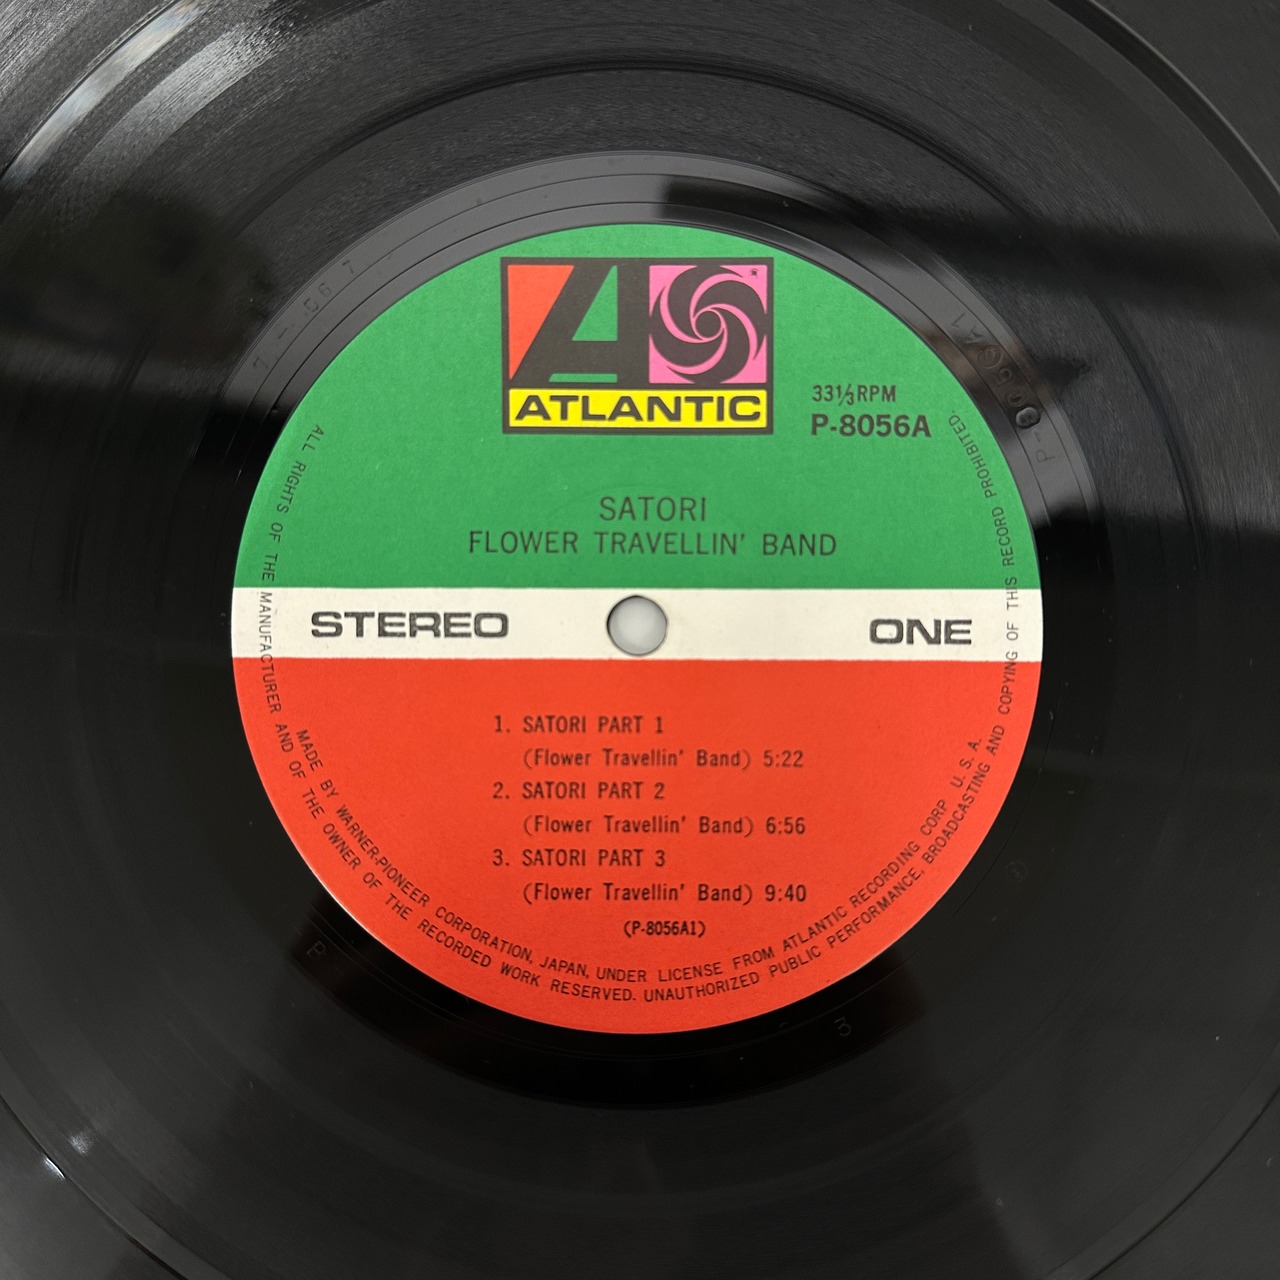 ATLANTIC
33⅓RPM
P-8056A
SATORI
FLOWER TRAVELLIN' BAND
STEREO
ONE
1. SATORI PART 1
(Flower Travellin' Band) 5:22
2. SATORI PART 2
(Flower Travellin' Band) 6:56
3. SATORI PART 3
(Flower Travellin' Band) 9:40
(P-8056A1)
MADE BY WARNER-PIONEER CORPORATION, JAPAN, UNDER LICENSE FROM ATLANTIC RECORDING CORP U. S. A.
ALL RIGHTS OF THE MANUFACTURER AND OF THE OWNER OF THE RECORDED WORK RESERVED. UNAUTHORIZED PUBLIC PERFORMANCE, BROADCASTING AND COPYING OF THIS RECORD PROHIBITED.
P-8056A1